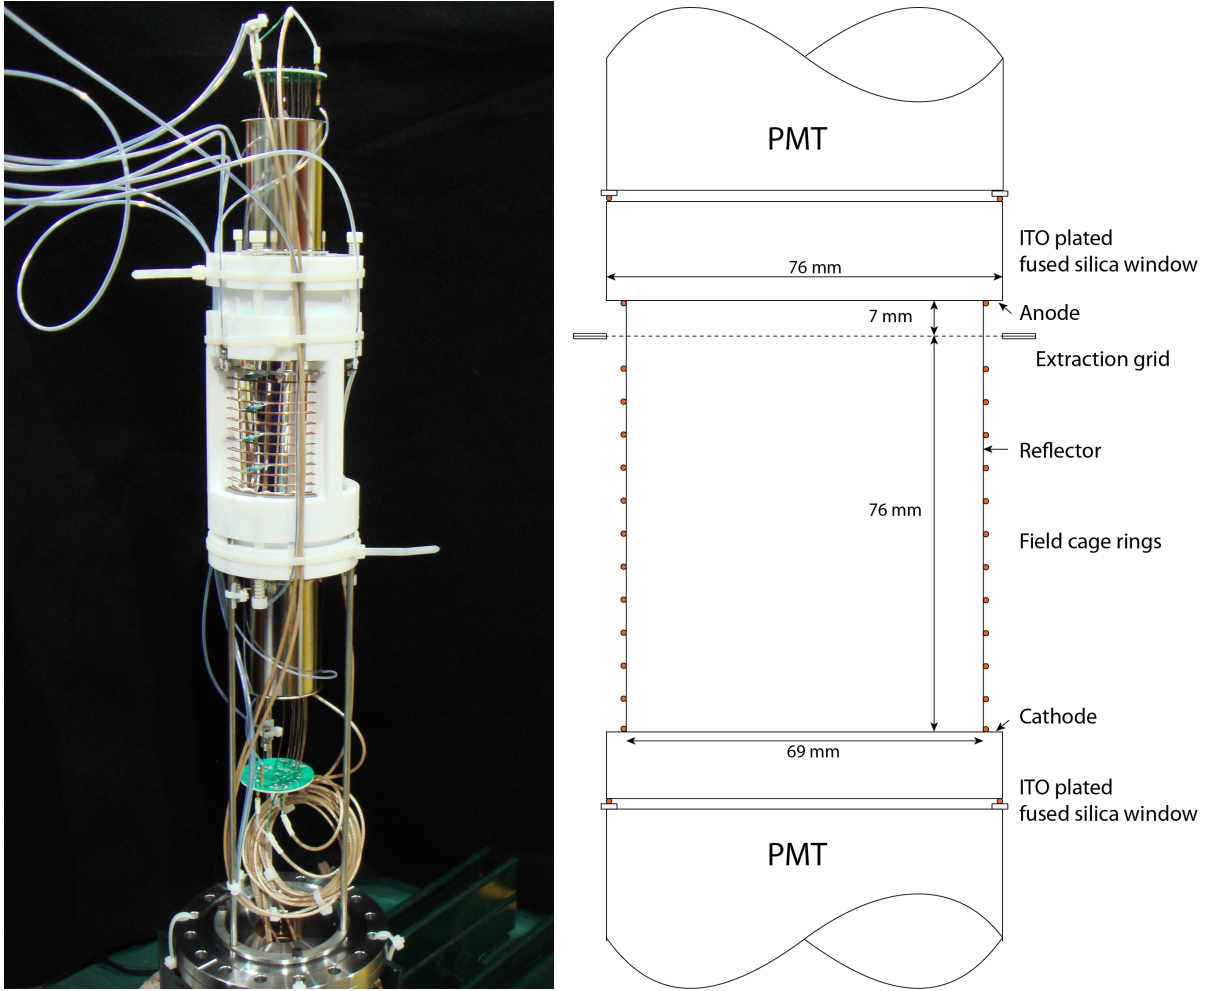 PMT
ITO plated
fused silica window
76 mm
Anode
7 mm
Extraction grid
Reflector
76 mm
Field cage rings
Cathode
69 mm
ITO plated
fused silica window
PMT